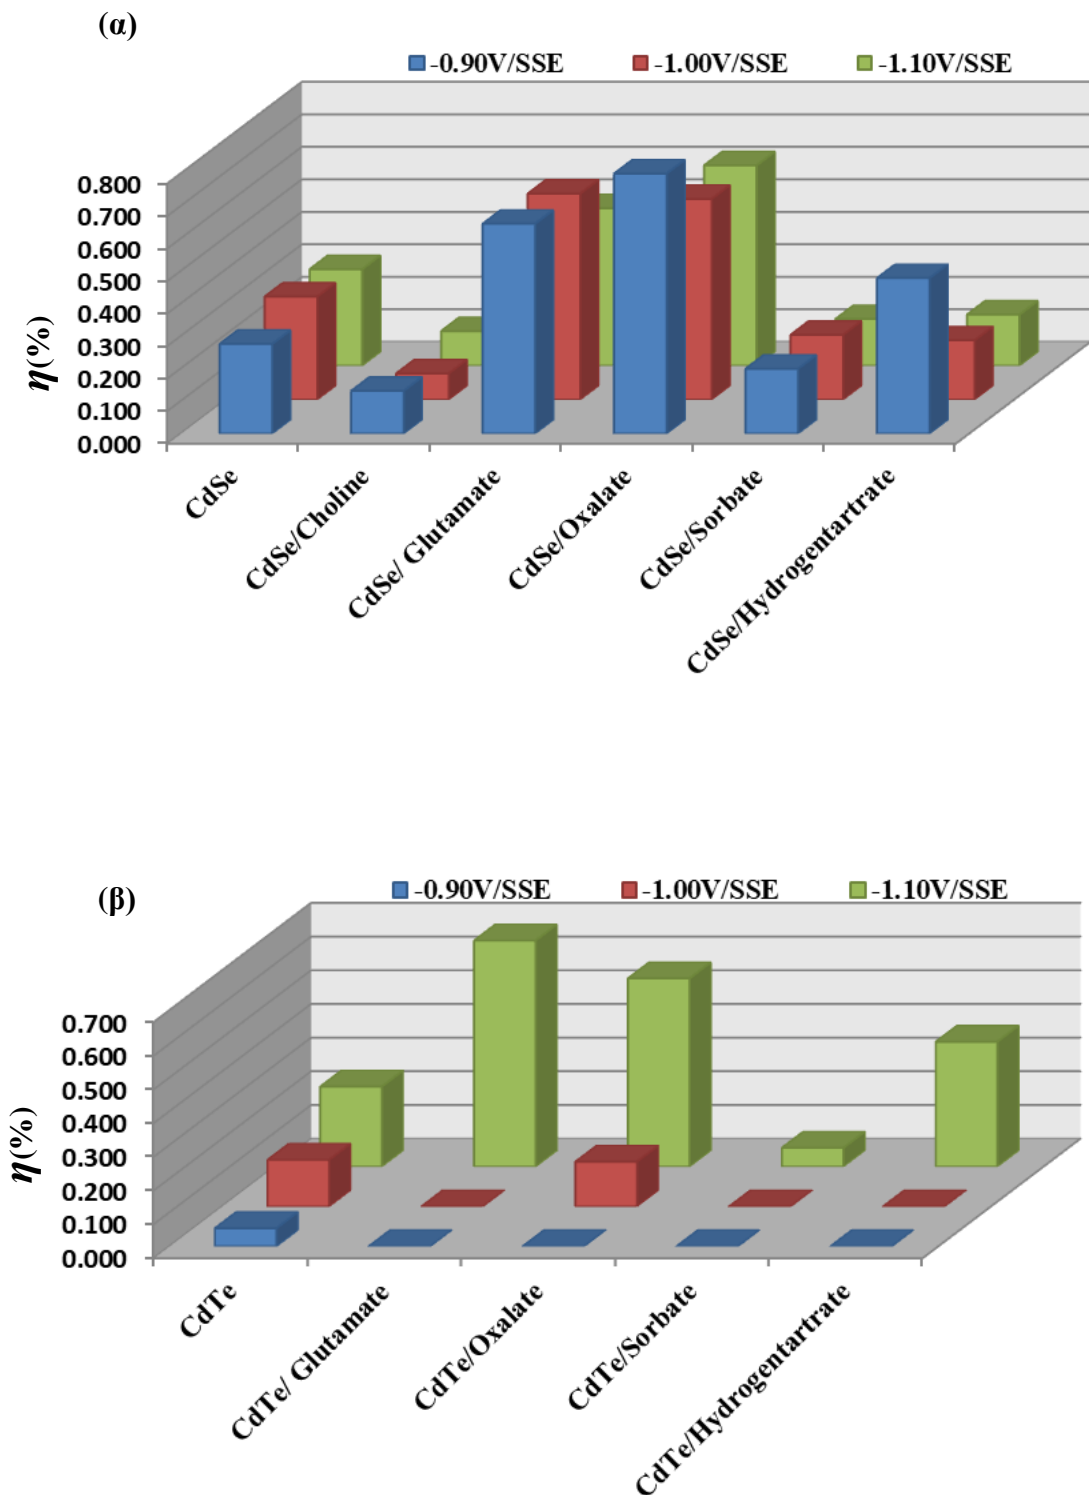 (α)
-0.90V/SSE -1.00V/SSE -1.10V/SSE
0.800
0.700
0.600
0.500
0.400
0.300
0.200
0.100
0.000
η(%)
CdSe
CdSe/Choline
CdSe/ Glutamate
CdSe/Oxalate
CdSe/Sorbate
CdSe/Hydrogentartrate
(β)
-0.90V/SSE -1.00V/SSE -1.10V/SSE
0.700
0.600
0.500
0.400
0.300
0.200
0.100
0.000
η(%)
CdTe
CdTe/ Glutamate
CdTe/Oxalate
CdTe/Sorbate
CdTe/Hydrogentartrate